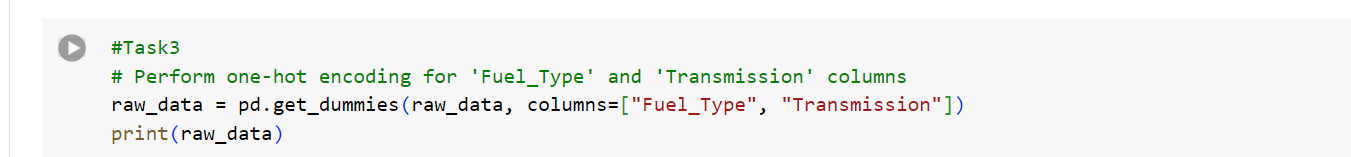 #Task3
# Perform one-hot encoding for 'Fuel_Type' and 'Transmission' columns
raw_data = pd.get_dummies(raw_data, columns=["Fuel_Type", "Transmission"])
print(raw_data)